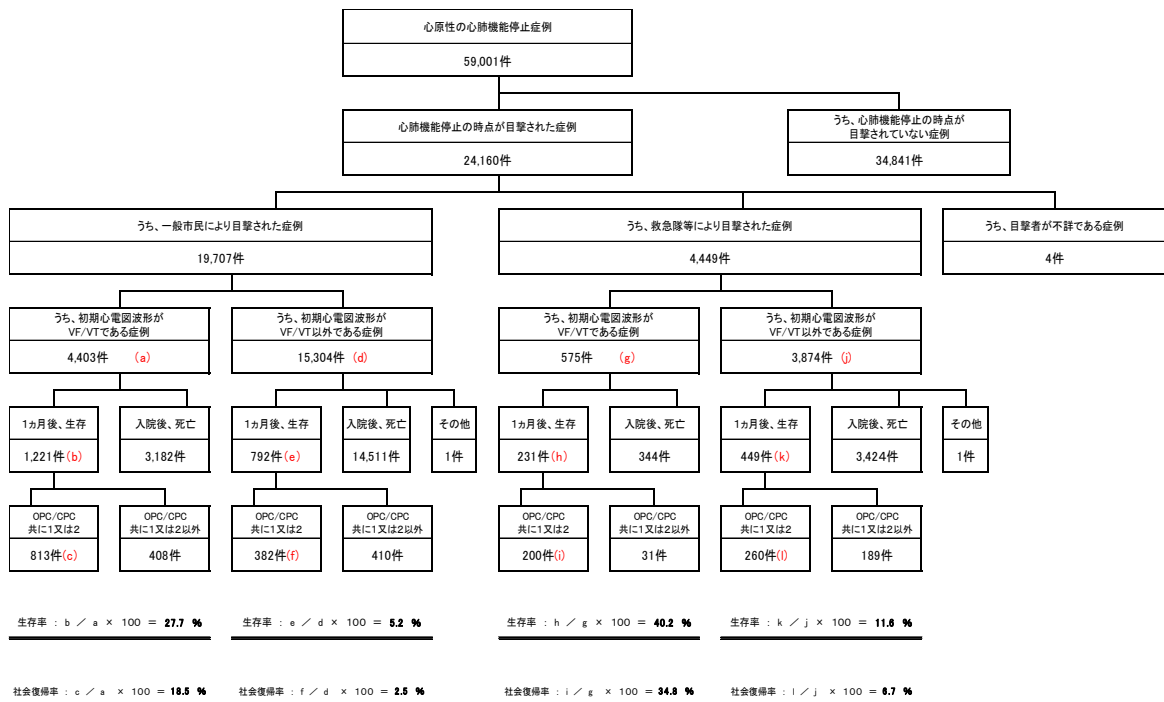 心原性の心肺機能停止症例
59,001件
心肺機能停止の時点が目撃された症例
24,160件
うち、心肺機能停止の時点が
目撃されていない症例
34,841件
うち、一般市民により目撃された症例
19,707件
うち、救急隊等により目撃された症例
4,449件
うち、目撃者が不詳である症例
4件
うち、初期心電図波形が
VF/VTである症例
4,403件 (a)
うち、初期心電図波形が
VF/VT以外である症例
15,304件 (d)
うち、初期心電図波形が
VF/VTである症例
575件 (g)
うち、初期心電図波形が
VF/VT以外である症例
3,874件 (j)
1ヵ月後、生存
1,221件(b)
入院後、死亡
3,182件
1ヵ月後、生存
792件(e)
入院後、死亡
14,511件
その他
1件
1ヵ月後、生存
231件(h)
入院後、死亡
344件
1ヵ月後、生存
449件(k)
入院後、死亡
3,424件
その他
1件
OPC/CPC
共に1又は2
813件(c)
OPC/CPC
共に1又は2以外
408件
OPC/CPC
共に1又は2
382件(f)
OPC/CPC
共に1又は2以外
410件
OPC/CPC
共に1又は2
200件(i)
OPC/CPC
共に1又は2以外
31件
OPC/CPC
共に1又は2
260件(l)
OPC/CPC
共に1又は2以外
189件
生存率 : b ／ a × 100 = 27.7 %
生存率 : e ／ d × 100 = 5.2 %
生存率 : h ／ g × 100 = 40.2 %
生存率 : k ／ j × 100 = 11.6 %
社会復帰率 : c ／ a × 100 = 18.5 %
社会復帰率 : f ／ d × 100 = 2.5 %
社会復帰率 : i ／ g × 100 = 34.8 %
社会復帰率 : l ／ j × 100 = 6.7 %